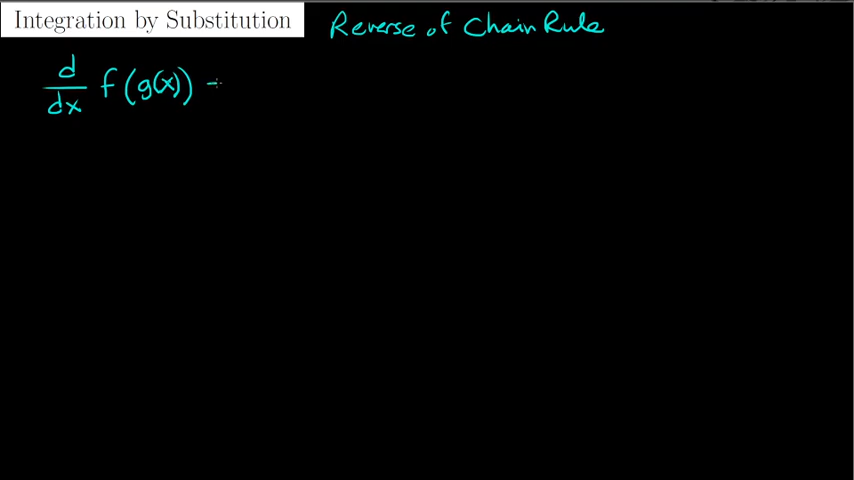 Integration by Substitution Reverse of Chain Rule
d/dx f(g(x))